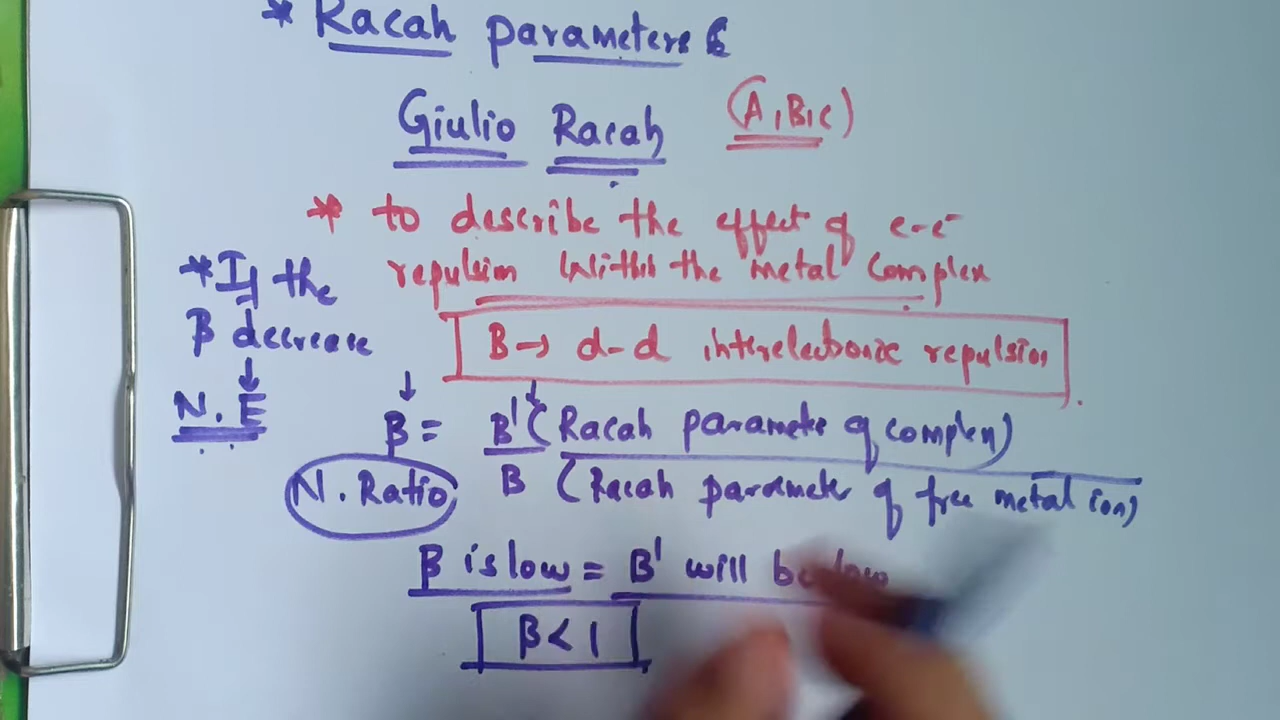 * Racah parameters
Giulio Racah (A,B,C)
* to describe the effect of e-e⁻
repulsion within the metal complex
*If the
β decrease
↓
N.E
B → d-d interelectronic repulsion
β = B' (Racah parameter of complex)
B (Racah parameter of free metal ion)
N. Ratio
β is low = B' will be low
β < 1